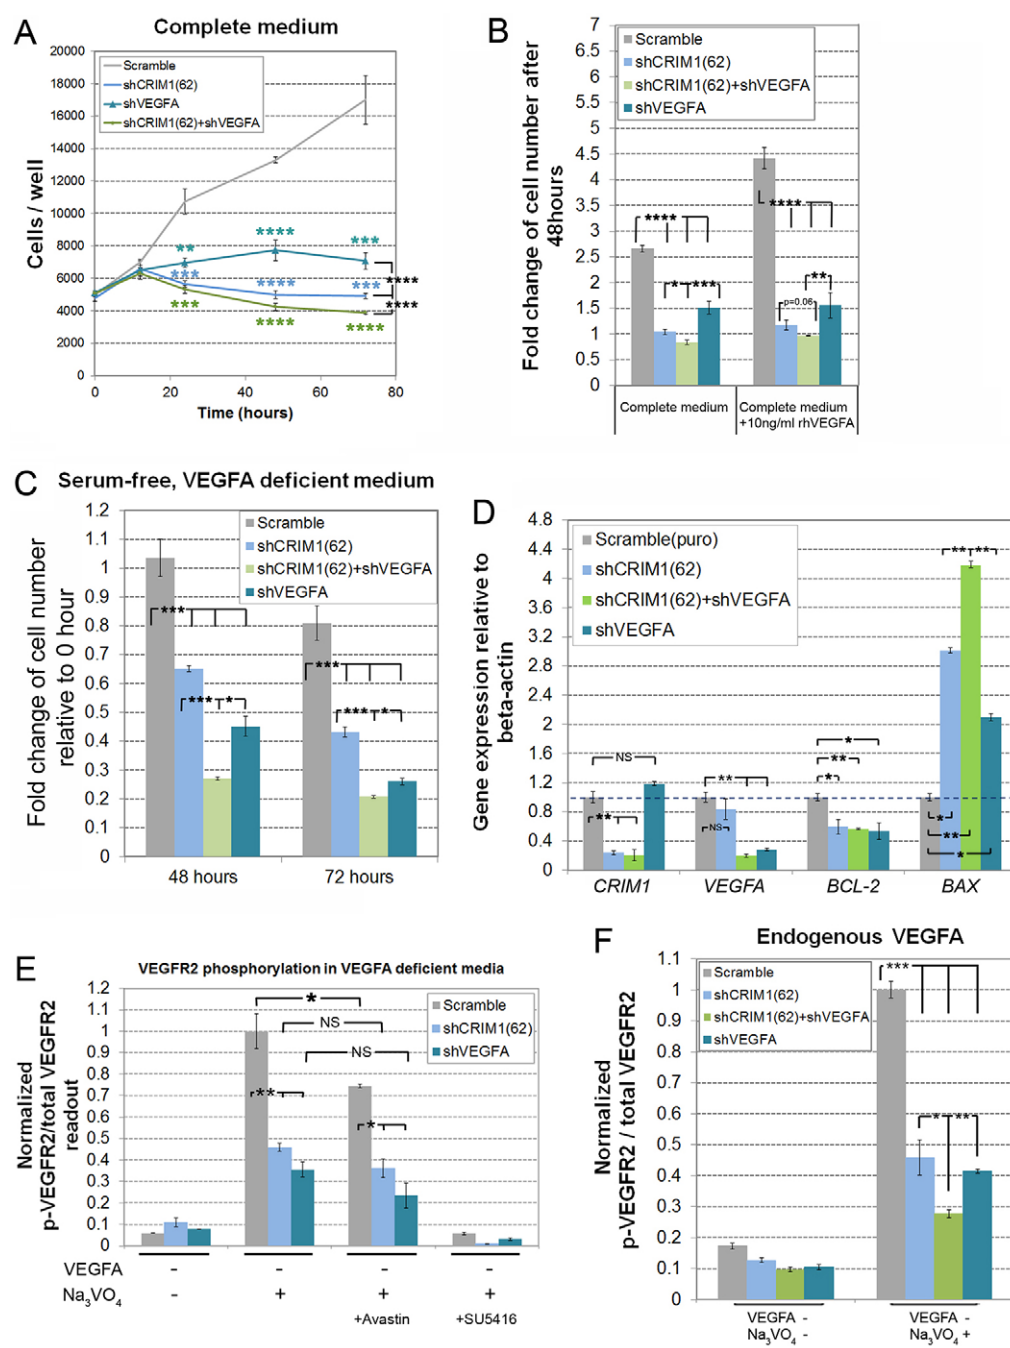 A
Complete medium
20000
18000
16000
14000
12000
10000
8000
6000
4000
2000
0
Cells / well
Scramble
shCRIM1(62)
shVEGFA
shCRIM1(62)+shVEGFA
**
****
***
***
****
***
***
****
****
****
****
0
20
40
60
80
Time (hours)
B
7
6.5
6
5.5
5
4.5
4
3.5
3
2.5
2
1.5
1
0.5
0
Fold change of cell number after
48hours
Scramble
shCRIM1(62)
shCRIM1(62)+shVEGFA
shVEGFA
****
****
*
***
**
p=0.06
Complete medium
Complete medium
+10ng/ml rhVEGFA
C
Serum-free, VEGFA deficient medium
1.2
1
0.9
0.8
0.7
0.6
0.5
0.4
0.3
0.2
0.1
0
Fold change of cell number
relative to 0 hour
Scramble
shCRIM1(62)
shCRIM1(62)+shVEGFA
shVEGFA
***
***
*
***
***
*
48 hours
72 hours
D
4.8
4.4
3.6
3.2
2.8
2.4
1.6
1.2
0.8
0.4
0
Gene expression relative to
beta-actin
Scramble(puro)
shCRIM1(62)
shCRIM1(62)+shVEGFA
shVEGFA
NS
**
**
NS
*
**
*
**
**
*
**
*
CRIM1
VEGFA
BCL-2
BAX
E
VEGFR2 phosphorylation in VEGFA deficient media
1.2
1.1
1
0.9
0.8
0.7
0.6
0.5
0.4
0.3
0.2
0.1
0
Normalized
p-VEGFR2/total VEGFR2
readout
Scramble
shCRIM1(62)
shVEGFA
*
NS
NS
**
*
VEGFA - - - -
Na3VO4 - + + +
+Avastin
+SU5416
F
Endogenous VEGFA
1.1
1
0.9
0.8
0.7
0.6
0.5
0.4
0.3
0.2
0.1
0
Normalized
p-VEGFR2 / total VEGFR2
Scramble
shCRIM1(62)
shCRIM1(62)+shVEGFA
shVEGFA
***
*
**
VEGFA -
Na3VO4 -
VEGFA -
Na3VO4 +